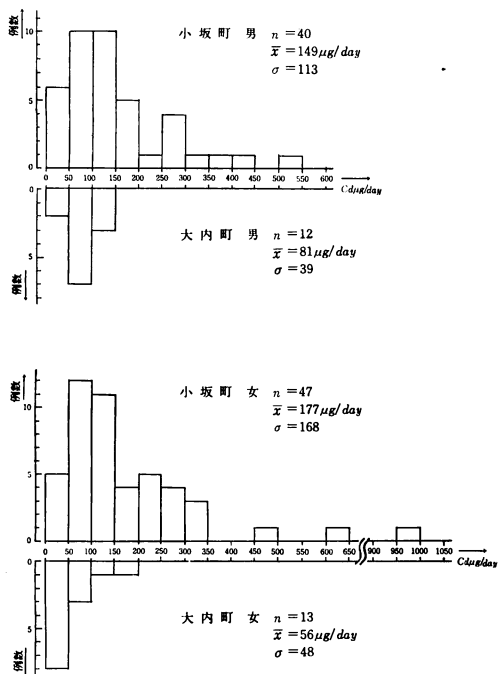 例数
小坂町 男 n = 40
x̄ = 149μg/day
σ = 113
10
5
0
0 50 100 150 200 250 300 350 400 450 500 550 600
Cdμg/day
0
5
例数
大内町 男 n = 12
x̄ = 81μg/day
σ = 39
例数
小坂町 女 n = 47
x̄ = 177μg/day
σ = 168
10
5
0
0 50 100 150 200 250 300 350 400 450 500 550 600 650 900 950 1000 1050
Cdμg/day
0
5
例数
大内町 女 n = 13
x̄ = 56μg/day
σ = 48